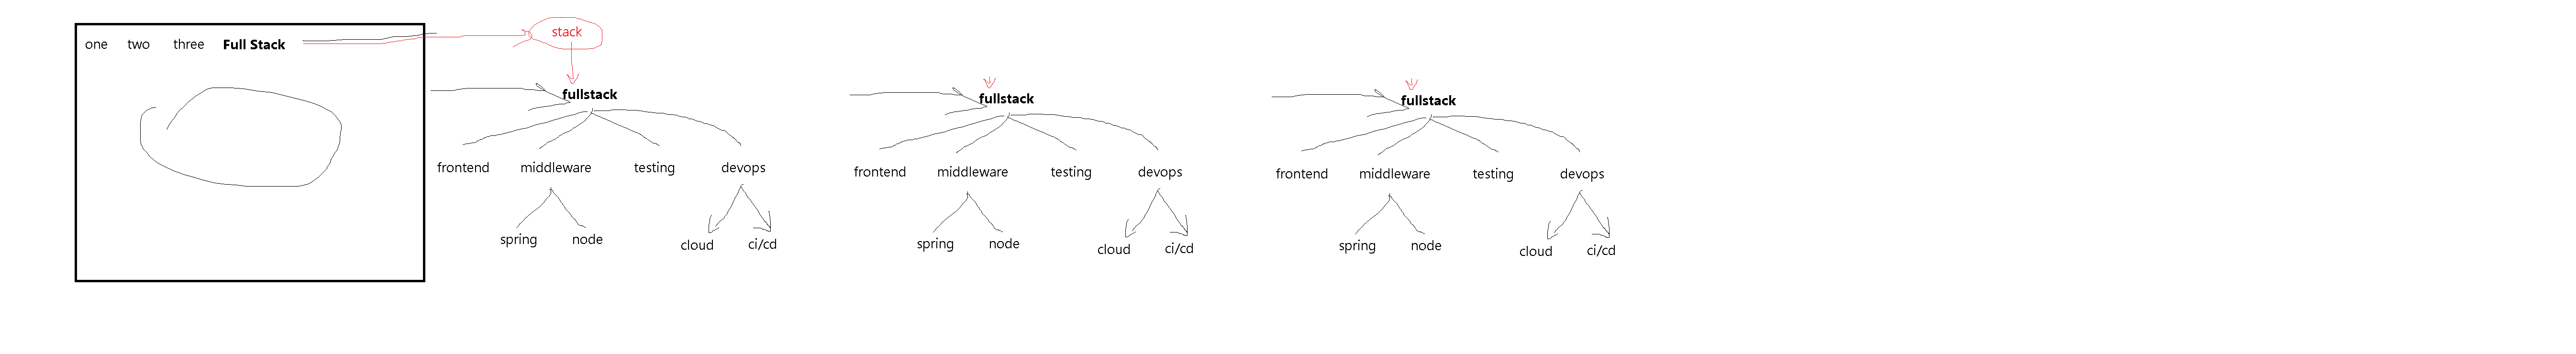 one two three Full Stack
stack
fullstack
frontend middleware testing devops
spring node cloud ci/cd
fullstack
frontend middleware testing devops
spring node cloud ci/cd
fullstack
frontend middleware testing devops
spring node cloud ci/cd